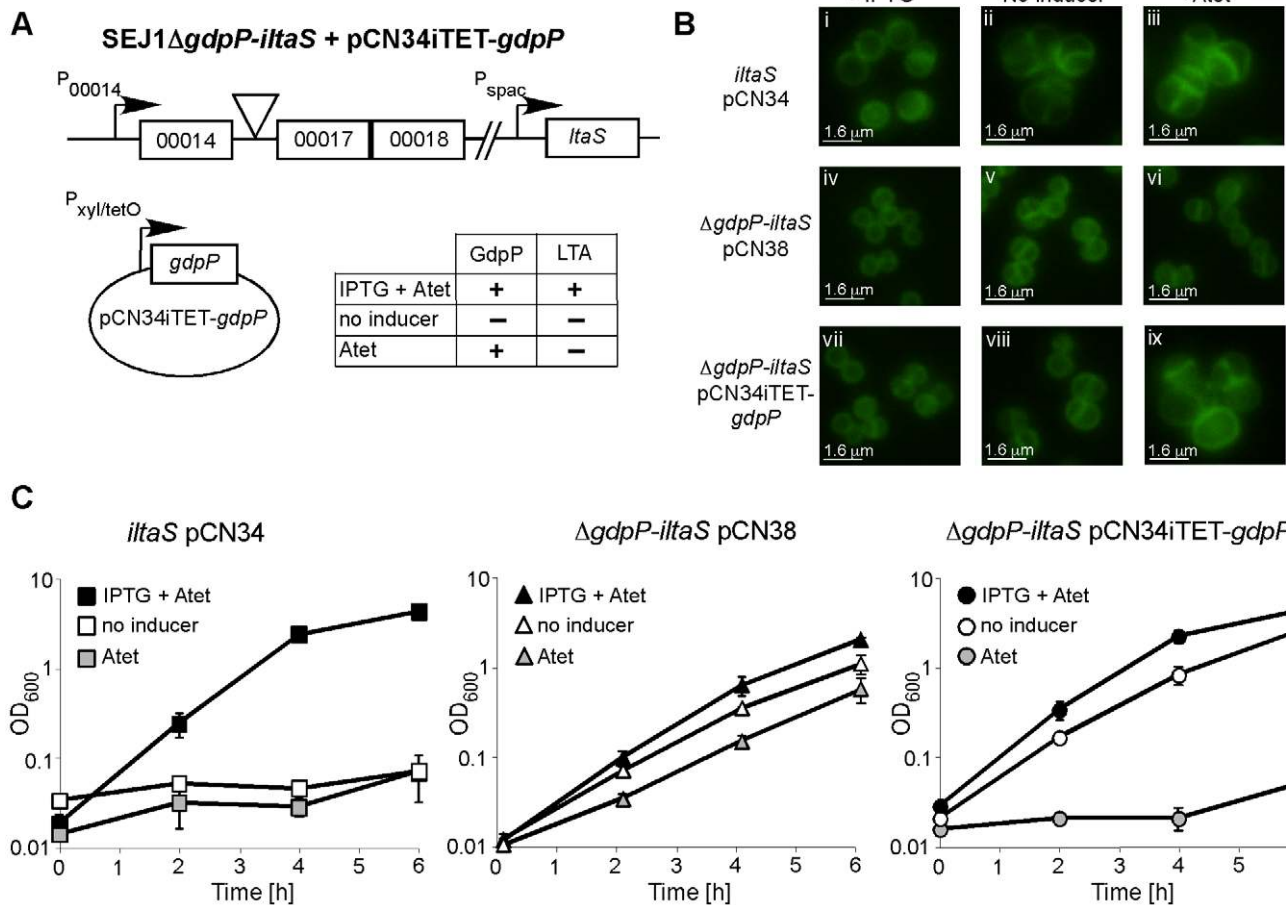 A
SEJ1ΔgdpP-iltaS + pCN34iTET-gdpP
P00014
Pspac
00014
00017
00018
ltaS
Pxyl/tetO
gdpP
pCN34iTET-gdpP
GdpP LTA
IPTG + Atet + +
no inducer − −
Atet + −
B
i
ii
iii
iltaS
pCN34
1.6 μm
1.6 μm
1.6 μm
iv
v
vi
ΔgdpP-iltaS
pCN38
1.6 μm
1.6 μm
1.6 μm
vii
viii
ix
ΔgdpP-iltaS
pCN34iTET-
gdpP
1.6 μm
1.6 μm
1.6 μm
C
iltaS pCN34
10
1
0.1
0.01
OD600
IPTG + Atet
no inducer
Atet
0 1 2 3 4 5 6
Time [h]
ΔgdpP-iltaS pCN38
10
1
0.1
0.01
OD600
IPTG + Atet
no inducer
Atet
0 1 2 3 4 5 6
Time [h]
ΔgdpP-iltaS pCN34iTET-gdpP
10
1
0.1
0.01
OD600
IPTG + Atet
no inducer
Atet
0 1 2 3 4 5
Time [h]